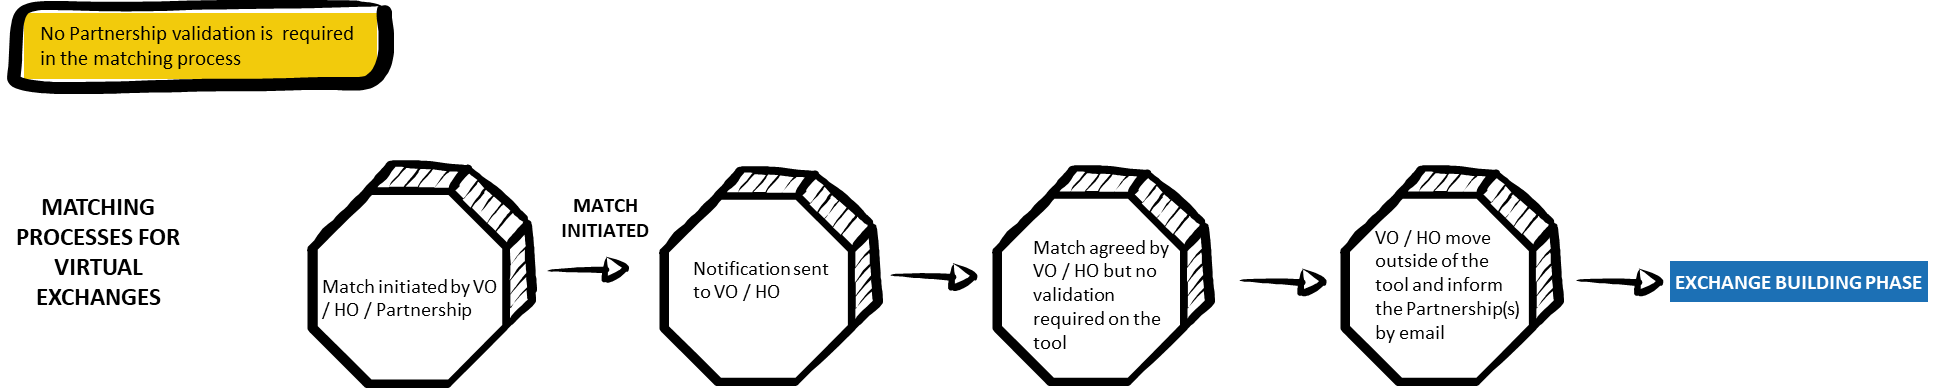 No Partnership validation is  required
in the matching process
MATCHING
PROCESSES FOR
VIRTUAL
EXCHANGES
Match initiated by VO
/ HO / Partnership
MATCH
INITIATED
Notification sent
to VO / HO
Match agreed by
VO / HO but no
validation
required on the
tool
VO / HO move
outside of the
tool and inform
the Partnership(s)
by email
EXCHANGE BUILDING PHASE